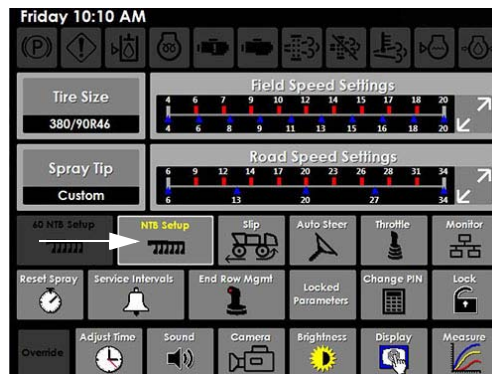 Friday 10:10 AM
Field Speed Settings
Tire Size
4 6 7 9 10 12 14 15 17 18 20
380/90R46
4 6 8 9 11 13 15 16 18 20
Road Speed Settings
Spray Tip
6 9 12 14 17 20 23 26 28 31 34
Custom
6 13 20 27 34
60 NTB Setup NTB Setup Slip Auto Steer Throttle Monitor
Reset Spray Service Intervals End Row Mgmt Locked Parameters Change PIN Lock
Override Adjust Time Sound Camera Brightness Display Measure